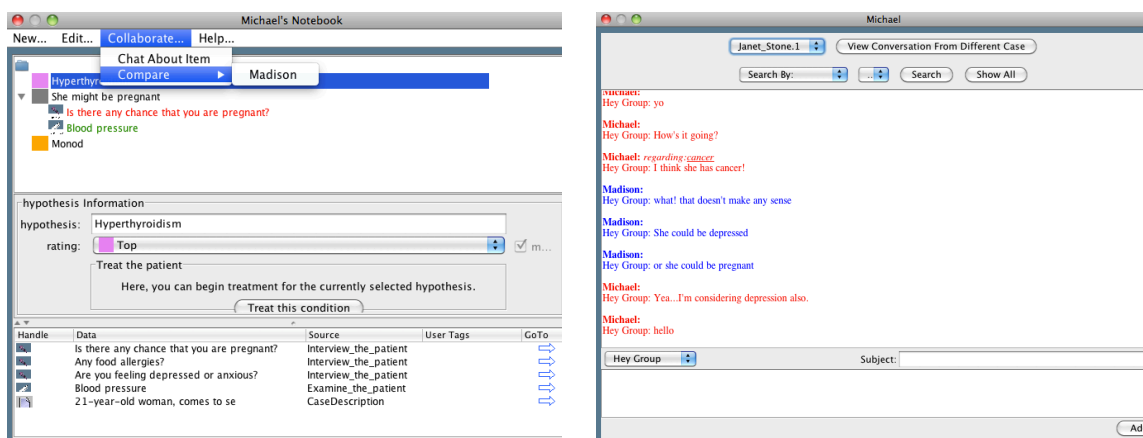 Michael's Notebook
New... Edit... Collaborate... Help...
Chat About Item
Compare Madison
Hyperthyr
She might be pregnant
Is there any chance that you are pregnant?
Blood pressure
Monod
hypothesis Information
hypothesis: Hyperthyroidism
rating: Top m...
Treat the patient
Here, you can begin treatment for the currently selected hypothesis.
Treat this condition
Handle Data Source User Tags GoTo
Is there any chance that you are pregnant? Interview_the_patient
Any food allergies? Interview_the_patient
Are you feeling depressed or anxious? Interview_the_patient
Blood pressure Examine_the_patient
21-year-old woman, comes to se CaseDescription
Michael
Janet_Stone.1 View Conversation From Different Case
Search By: .. Search Show All
Michael:
Hey Group: yo
Michael:
Hey Group: How's it going?
Michael: regarding:cancer
Hey Group: I think she has cancer!
Madison:
Hey Group: what! that doesn't make any sense
Madison:
Hey Group: She could be depressed
Madison:
Hey Group: or she could be pregnant
Michael:
Hey Group: Yea...I'm considering depression also.
Michael:
Hey Group: hello
Hey Group Subject:
Ad